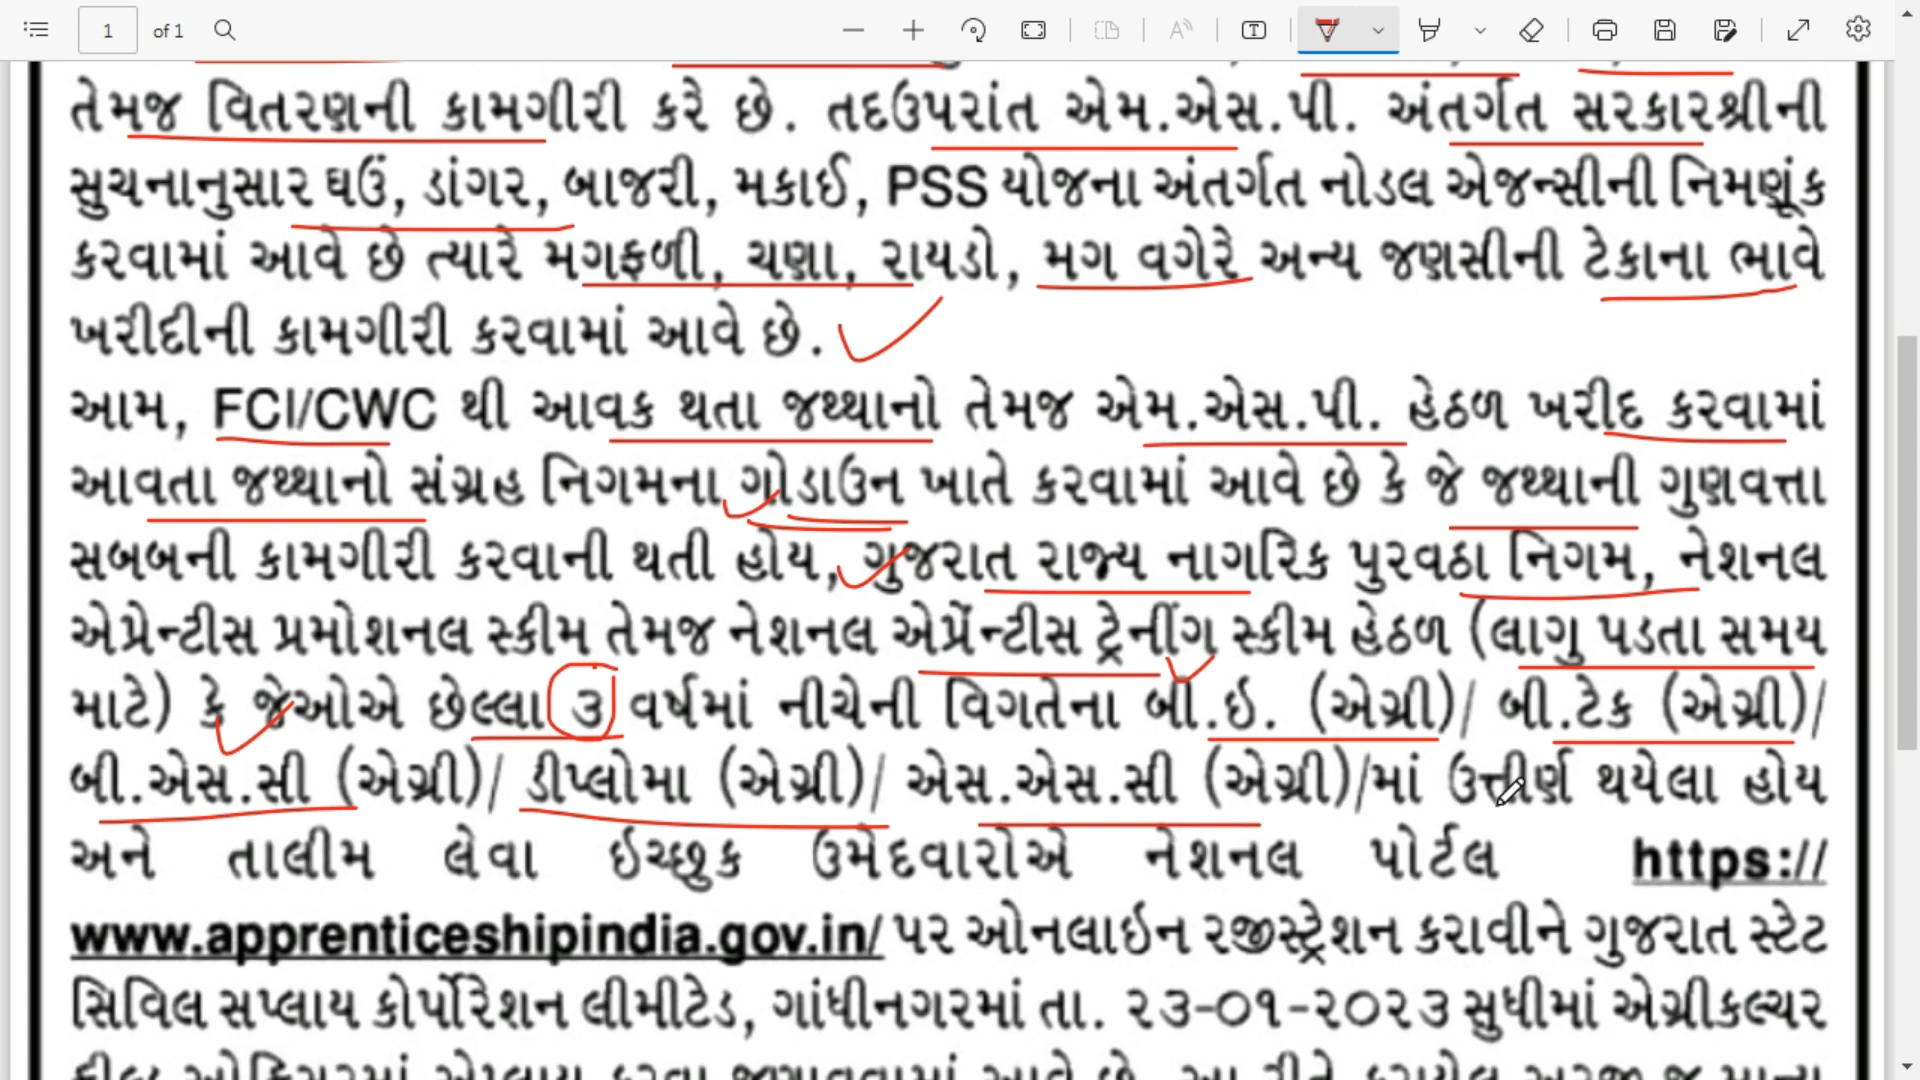 1 of 1
તેમજ વિતરણની કામગીરી કરે છે. તદઉપરાંત એમ.એસ.પી. અંતર્ગત સરકારશ્રીની
સુચનાનુસાર ઘઉં, ડાંગર, બાજરી, મકાઈ, PSS યોજના અંતર્ગત નોડલ એજન્સીની નિમણૂંક
કરવામાં આવે છે ત્યારે મગફળી, ચણા, રાયડો, મગ વગેરે અન્ય જણસીની ટેકાના ભાવે
ખરીદીની કામગીરી કરવામાં આવે છે.
આમ, FCI/CWC થી આવક થતા જથ્થાનો તેમજ એમ.એસ.પી. હેઠળ ખરીદ કરવામાં
આવતા જથ્થાનો સંગ્રહ નિગમના ગોડાઉન ખાતે કરવામાં આવે છે કે જે જથ્થાની ગુણવત્તા
સબબની કામગીરી કરવાની થતી હોય, ગુજરાત રાજ્ય નાગરિક પુરવઠા નિગમ, નેશનલ
એપ્રેન્ટીસ પ્રમોશનલ સ્કીમ તેમજ નેશનલ એપ્રેંન્ટીસ ટ્રેનીંગ સ્કીમ હેઠળ (લાગુ પડતા સમય
માટે) કે જેઓએ છેલ્લા ૩ વર્ષમાં નીચેની વિગતેના બી.ઇ. (એગ્રી)/ બી.ટેક (એગ્રી)/
બી.એસ.સી (એગ્રી)/ ડીપ્લોમા (એગ્રી)/ એસ.એસ.સી (એગ્રી)/માં ઉત્તીર્ણ થયેલા હોય
અને તાલીમ લેવા ઇચ્છુક ઉમેદવારોએ નેશનલ પોર્ટલ https://
www.apprenticeshipindia.gov.in/ પર ઓનલાઇન રજીસ્ટ્રેશન કરાવીને ગુજરાત સ્ટેટ
સિવિલ સપ્લાય કોર્પોરેશન લીમીટેડ, ગાંધીનગરમાં તા. ૨૩-૦૧-૨૦૨૩ સુધીમાં એગ્રીકલ્ચર